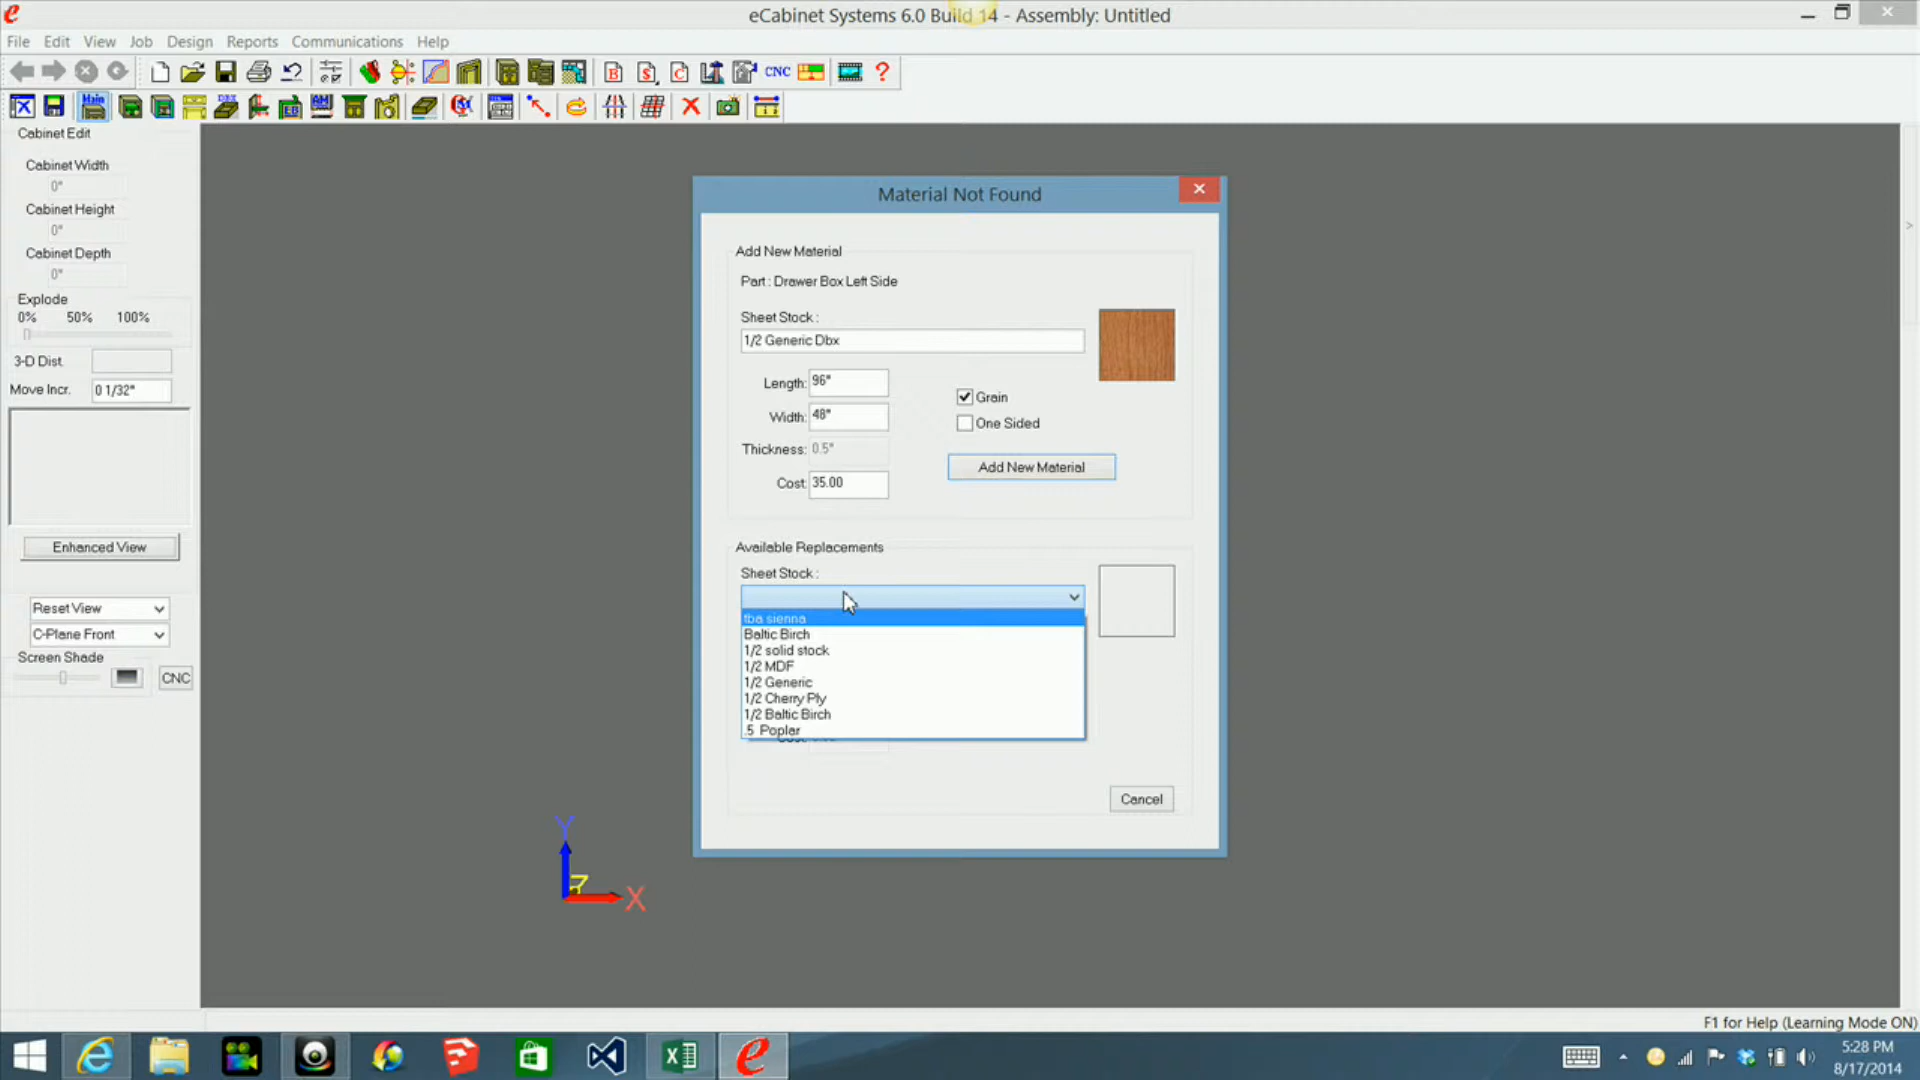 eCabinet Systems 6.0 Build 14 - Assembly: Untitled
File Edit View Job Design Reports Communications Help
CNC
Main
Cabinet Edit
Cabinet Width
0"
Cabinet Height
0"
Cabinet Depth
0"
Explode
0% 50% 100%
3-D Dist.
Move Incr. 0 1/32"
Enhanced View
Reset View
C-Plane Front
Screen Shade
CNC
Material Not Found
Add New Material
Part : Drawer Box Left Side
Sheet Stock :
1/2 Generic Dbx
Length: 96"
Grain
Width: 48"
One Sided
Thickness: 0.5"
Add New Material
Cost: 35.00
Available Replacements
Sheet Stock :
tba sienna
Baltic Birch
1/2 solid stock
1/2 MDF
1/2 Generic
1/2 Cherry Ply
1/2 Baltic Birch
.5 Poplar
Cancel
Y
Z
X
F1 for Help (Learning Mode ON)
5:28 PM
8/17/2014